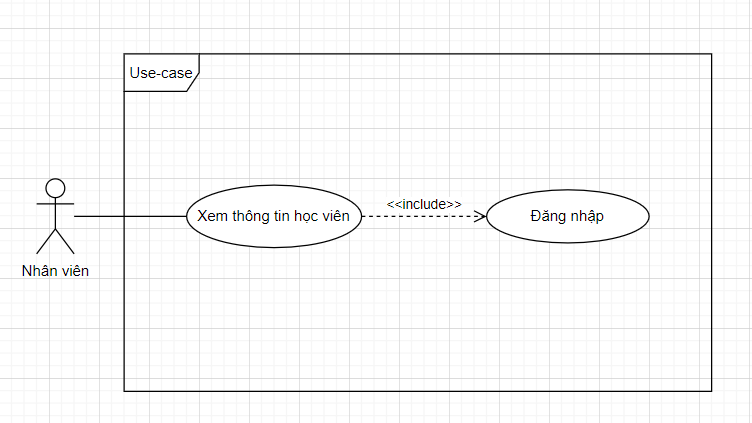 Use-case
<<include>>
Xem thông tin học viên
Đăng nhập
Nhân viên